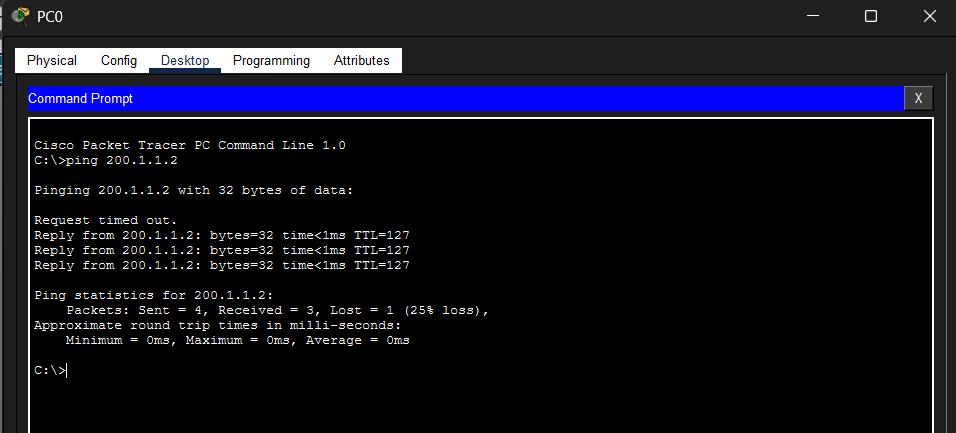 PC0
Physical Config Desktop Programming Attributes
Command Prompt
X
Cisco Packet Tracer PC Command Line 1.0
C:\>ping 200.1.1.2
Pinging 200.1.1.2 with 32 bytes of data:
Request timed out.
Reply from 200.1.1.2: bytes=32 time<1ms TTL=127
Reply from 200.1.1.2: bytes=32 time<1ms TTL=127
Reply from 200.1.1.2: bytes=32 time<1ms TTL=127
Ping statistics for 200.1.1.2:
Packets: Sent = 4, Received = 3, Lost = 1 (25% loss),
Approximate round trip times in milli-seconds:
Minimum = 0ms, Maximum = 0ms, Average = 0ms
C:\>